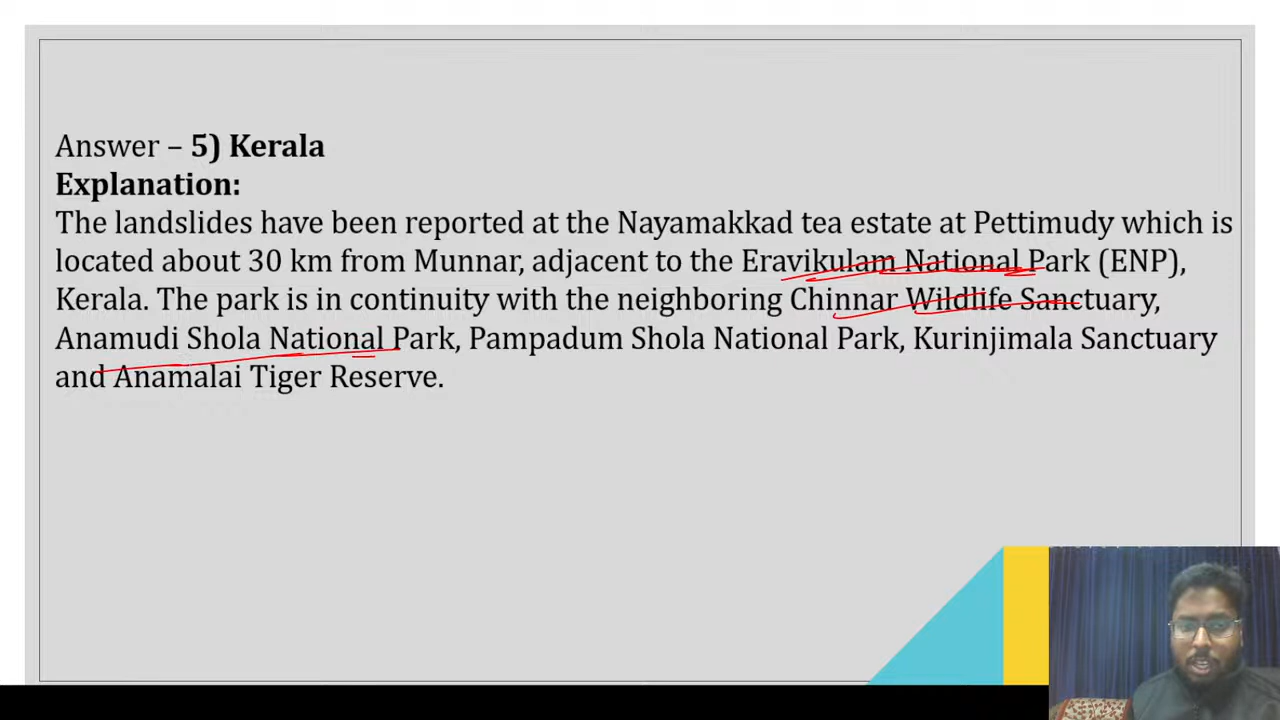 Answer – 5) Kerala
Explanation:
The landslides have been reported at the Nayamakkad tea estate at Pettimudy which is
located about 30 km from Munnar, adjacent to the Eravikulam National Park (ENP),
Kerala. The park is in continuity with the neighboring Chinnar Wildlife Sanctuary,
Anamudi Shola National Park, Pampadum Shola National Park, Kurinjimala Sanctuary
and Anamalai Tiger Reserve.